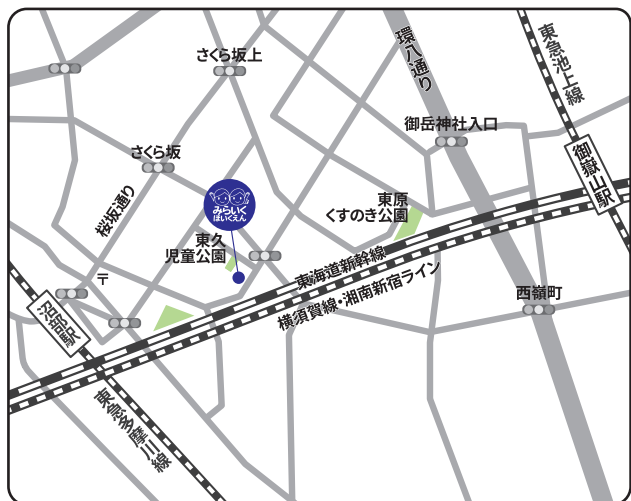 さくら坂上
環八通り
東急池上線
御岳神社入口
さくら坂
御嶽山駅
桜坂通り
みらいく
ほいくえん
東原
くすのき公園
東久
児童公園
東海道新幹線
〒
横須賀線・湘南新宿ライン
西嶺町
沼部駅
東急多摩川線